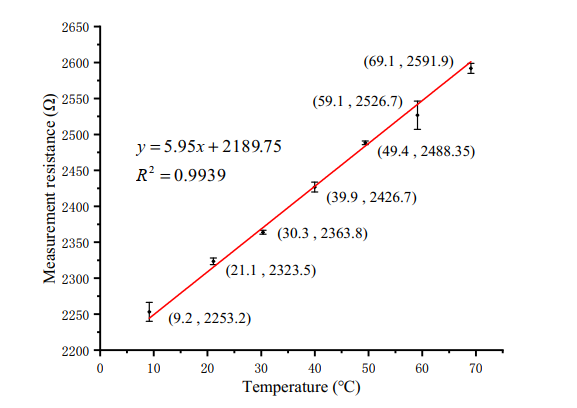 2650
2600
2550
2500
2450
2400
2350
2300
2250
2200
Measurement resistance (Ω)
(69.1 , 2591.9)
(59.1 , 2526.7)
(49.4 , 2488.35)
y = 5.95x + 2189.75
R² = 0.9939
(39.9 , 2426.7)
(30.3 , 2363.8)
(21.1 , 2323.5)
(9.2 , 2253.2)
0 10 20 30 40 50 60 70
Temperature (℃)